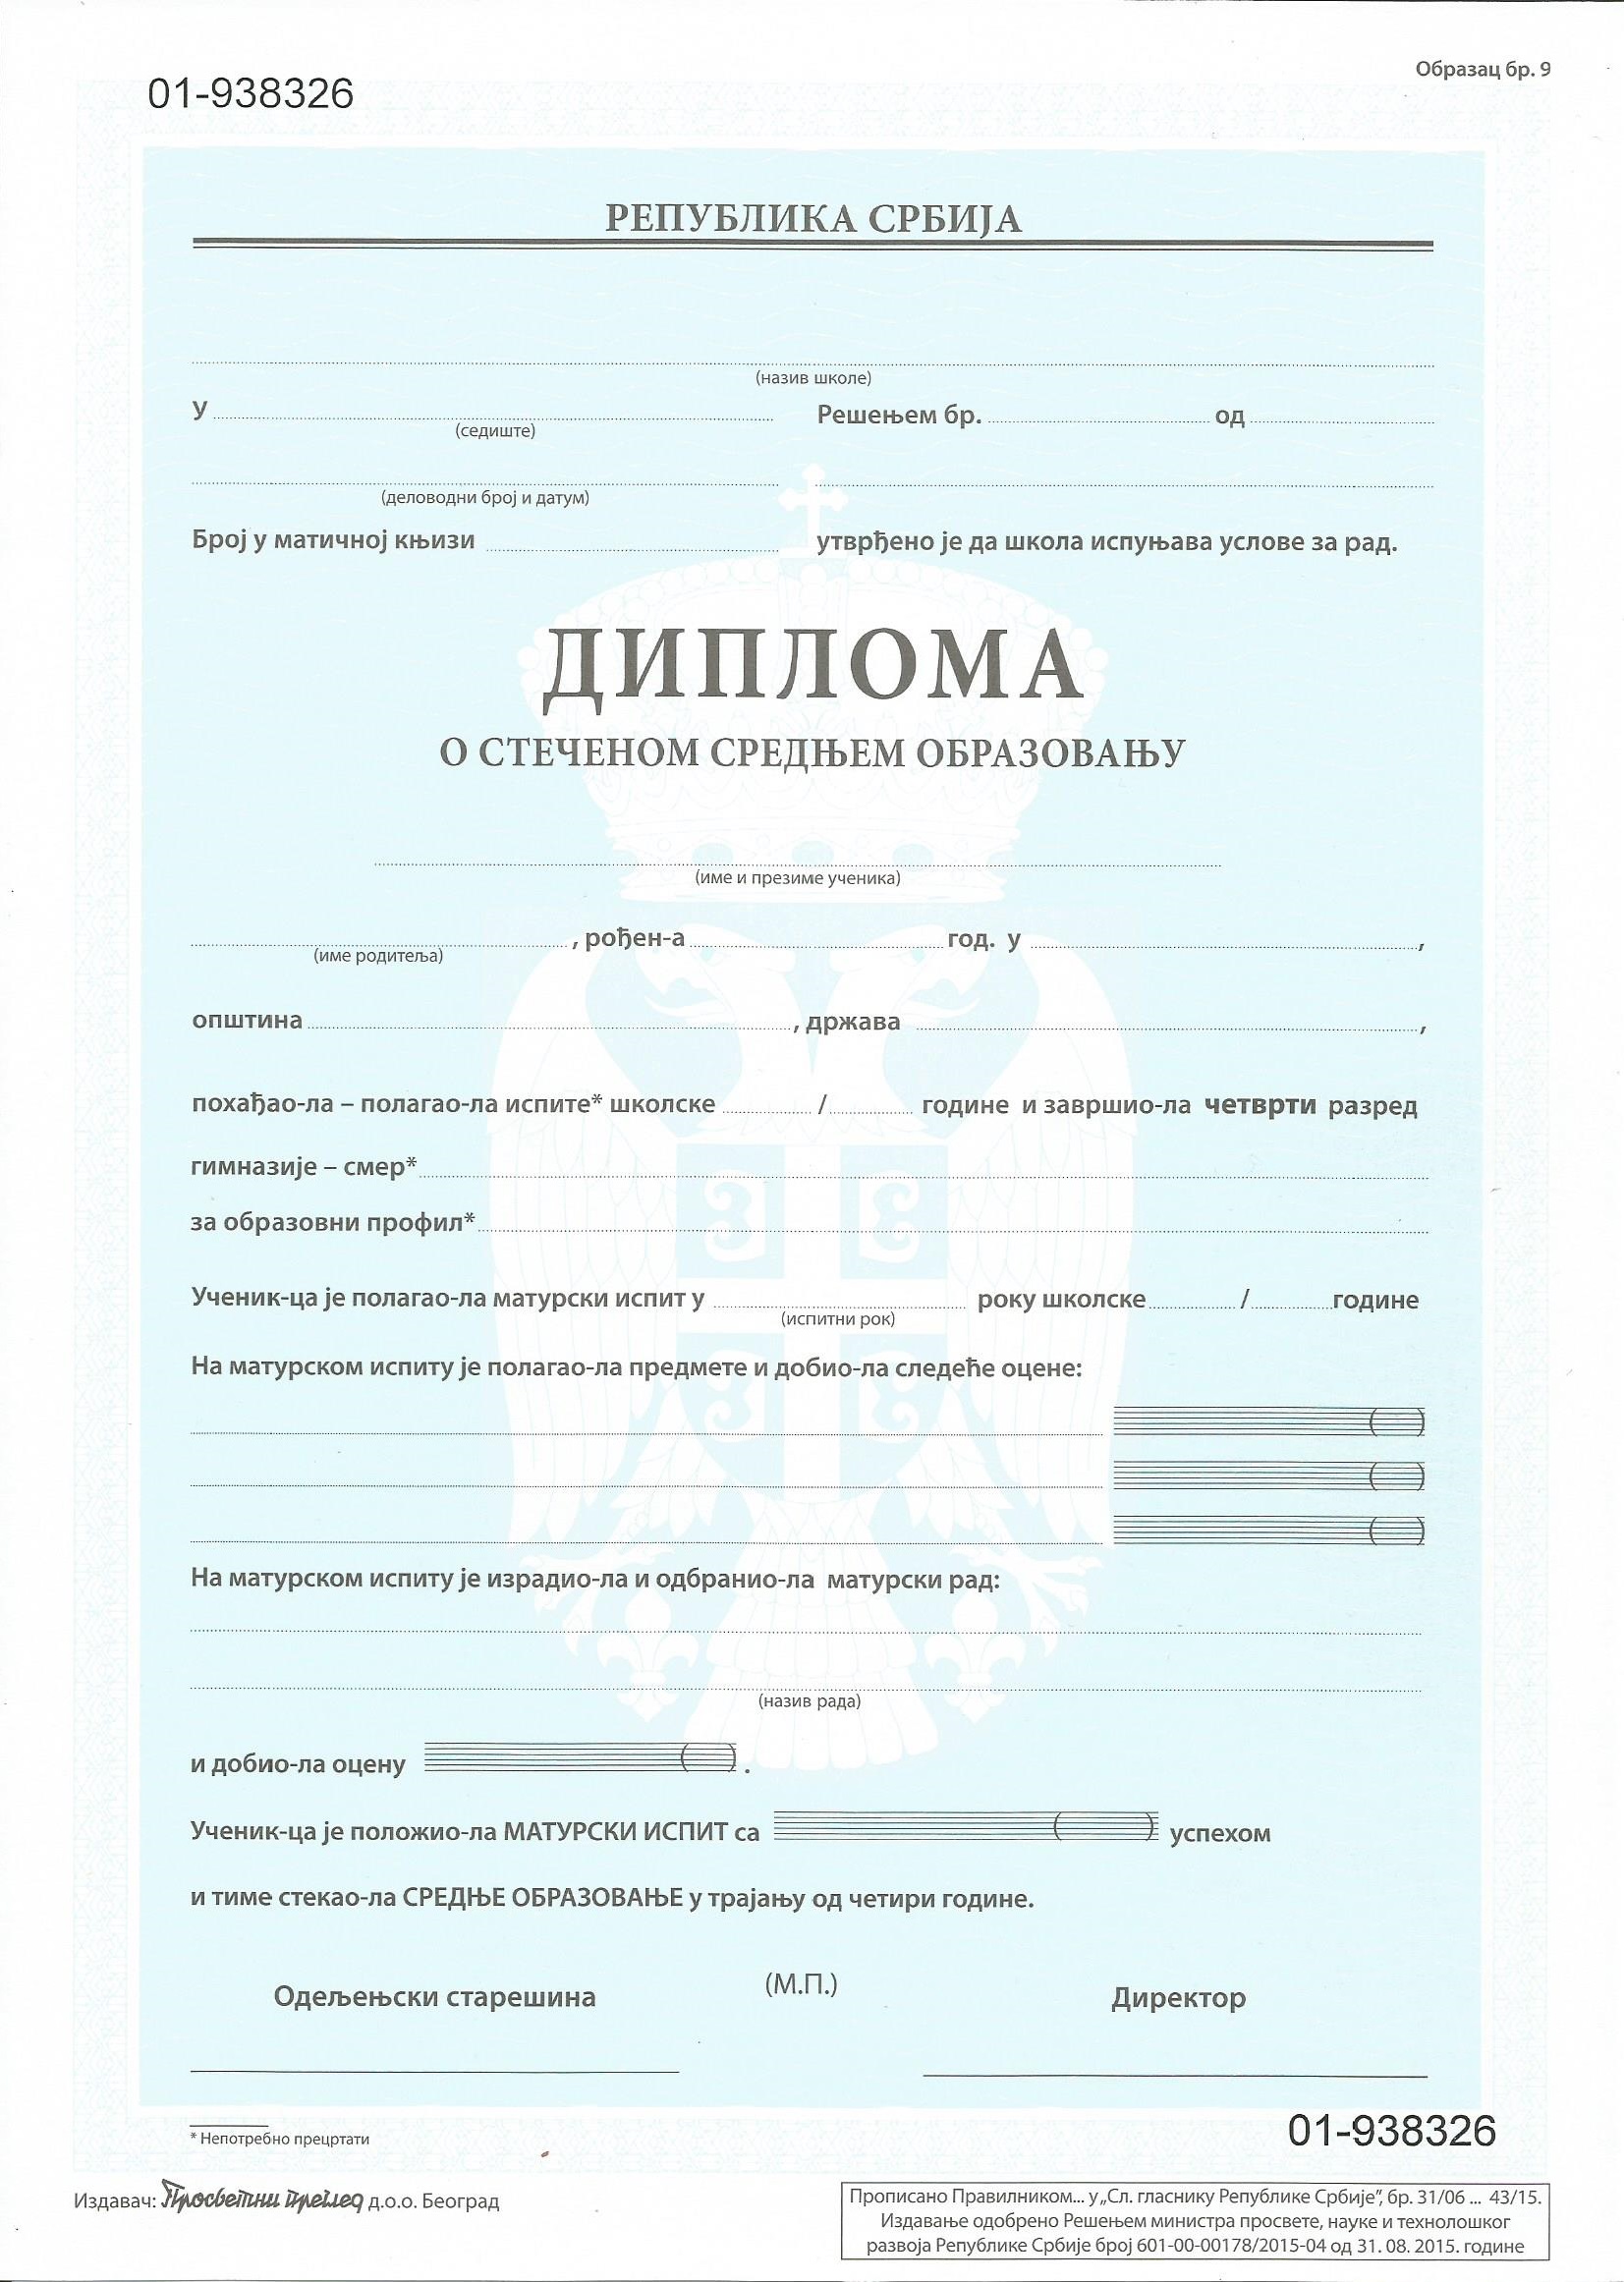 01-938326
Образац бр. 9
РЕПУБЛИКА СРБИЈА
(назив школе)
У Решењем бр. од
(седиште)
(деловодни број и датум)
Број у матичној књизи утврђено је да школа испуњава услове за рад.
ДИПЛОМА
О СТЕЧЕНОМ СРЕДЊЕМ ОБРАЗОВАЊУ
(име и презиме ученика)
, рођен-а год. у ,
(име родитеља)
општина , држава ,
похађао-ла – полагао-ла испите* школске / године и завршио-ла четврти разред
гимназије – смер*
за образовни профил*
Ученик-ца је полагао-ла матурски испит у року школске / године
(испитни рок)
На матурском испиту је полагао-ла предмете и добио-ла следеће оцене:
( )
( )
( )
На матурском испиту је израдио-ла и одбранио-ла матурски рад:
(назив рада)
и добио-ла оцену ( ) .
Ученик-ца је положио-ла МАТУРСКИ ИСПИТ са ( ) успехом
и тиме стекао-ла СРЕДЊЕ ОБРАЗОВАЊЕ у трајању од четири године.
Одељењски старешина (М.П.) Директор
* Непотребно прецртати
01-938326
Издавач: Просветни преглед д.о.о. Београд
Прописано Правилником... у „Сл. гласнику Републике Србије”, бр. 31/06 ... 43/15.
Издавање одобрено Решењем министра просвете, науке и технолошког
развоја Републике Србије број 601-00-00178/2015-04 од 31. 08. 2015. године